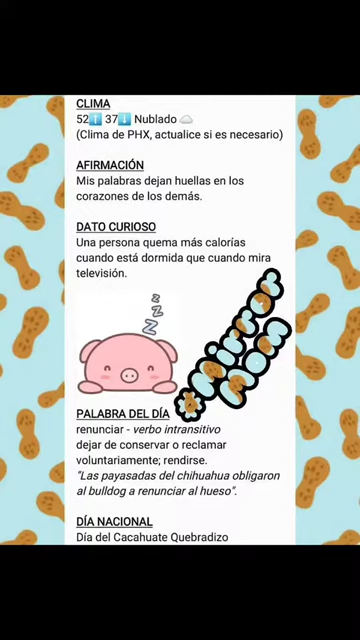 CLIMA
52⬆️ 37⬇️ Nublado ☁️
(Clima de PHX, actualice si es necesario)
AFIRMACIÓN
Mis palabras dejan huellas en los
corazones de los demás.
DATO CURIOSO
Una persona quema más calorías
cuando está dormida que cuando mira
televisión.
z
z
Z
PALABRA DEL DÍA
renunciar - verbo intransitivo
dejar de conservar o reclamar
voluntariamente; rendirse.
"Las payasadas del chihuahua obligaron
al bulldog a renunciar al hueso".
DÍA NACIONAL
Día del Cacahuate Quebradizo